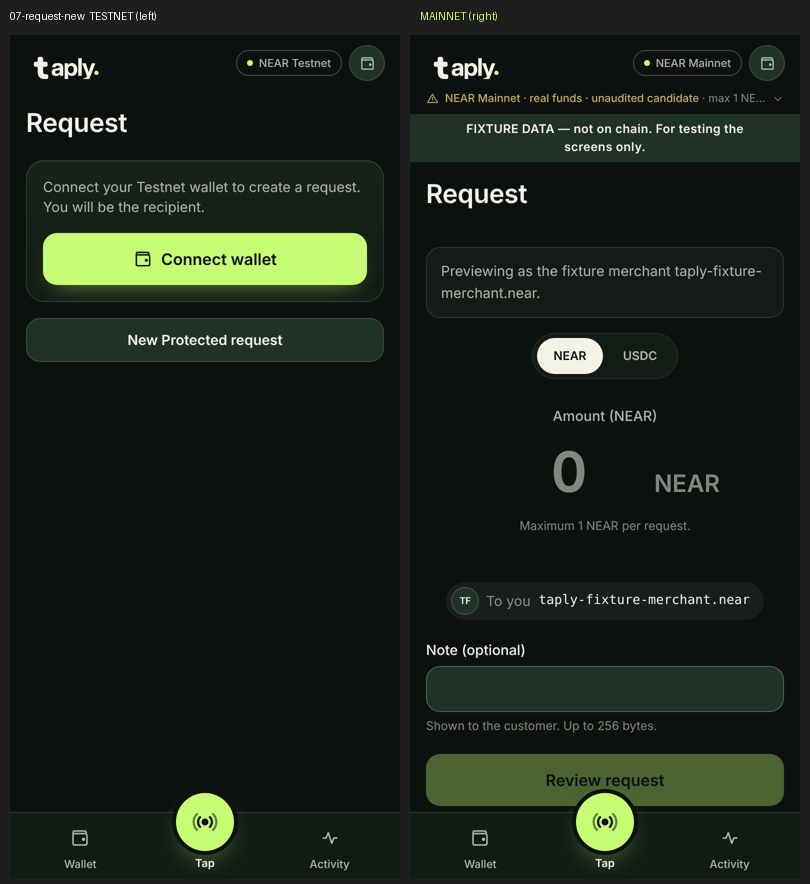 07-request-new TESTNET (left)
taply.
NEAR Testnet
Request
Connect your Testnet wallet to create a request.
You will be the recipient.
Connect wallet
New Protected request
Wallet
Tap
Activity
MAINNET (right)
taply.
NEAR Mainnet
NEAR Mainnet · real funds · unaudited candidate · max 1 NE...
FIXTURE DATA — not on chain. For testing the
screens only.
Request
Previewing as the fixture merchant taply-fixture-
merchant.near.
NEAR USDC
Amount (NEAR)
0 NEAR
Maximum 1 NEAR per request.
TF To you taply-fixture-merchant.near
Note (optional)
Shown to the customer. Up to 256 bytes.
Review request
Wallet
Tap
Activity